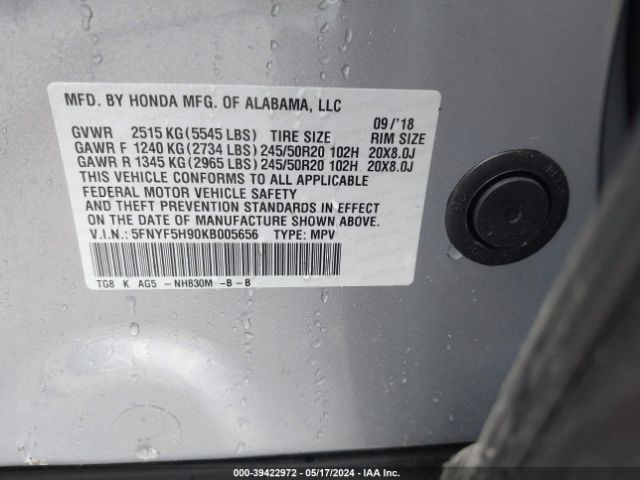 MFD. BY HONDA MFG. OF ALABAMA, LLC
09/'18
GVWR 2515 KG (5545 LBS) TIRE SIZE RIM SIZE
GAWR F 1240 KG (2734 LBS) 245/50R20 102H 20X8.0J
GAWR R 1345 KG (2965 LBS) 245/50R20 102H 20X8.0J
THIS VEHICLE CONFORMS TO ALL APPLICABLE
FEDERAL MOTOR VEHICLE SAFETY
AND THEFT PREVENTION STANDARDS IN EFFECT
ON THE DATE OF MANUFACTURE SHOWN ABOVE.
V.I.N.: 5FNYF5H90KB005656 TYPE: MPV
TG8 K AG5 -NH830M -B-B
000-39422972 / 05/17/2024 / IAA Inc.